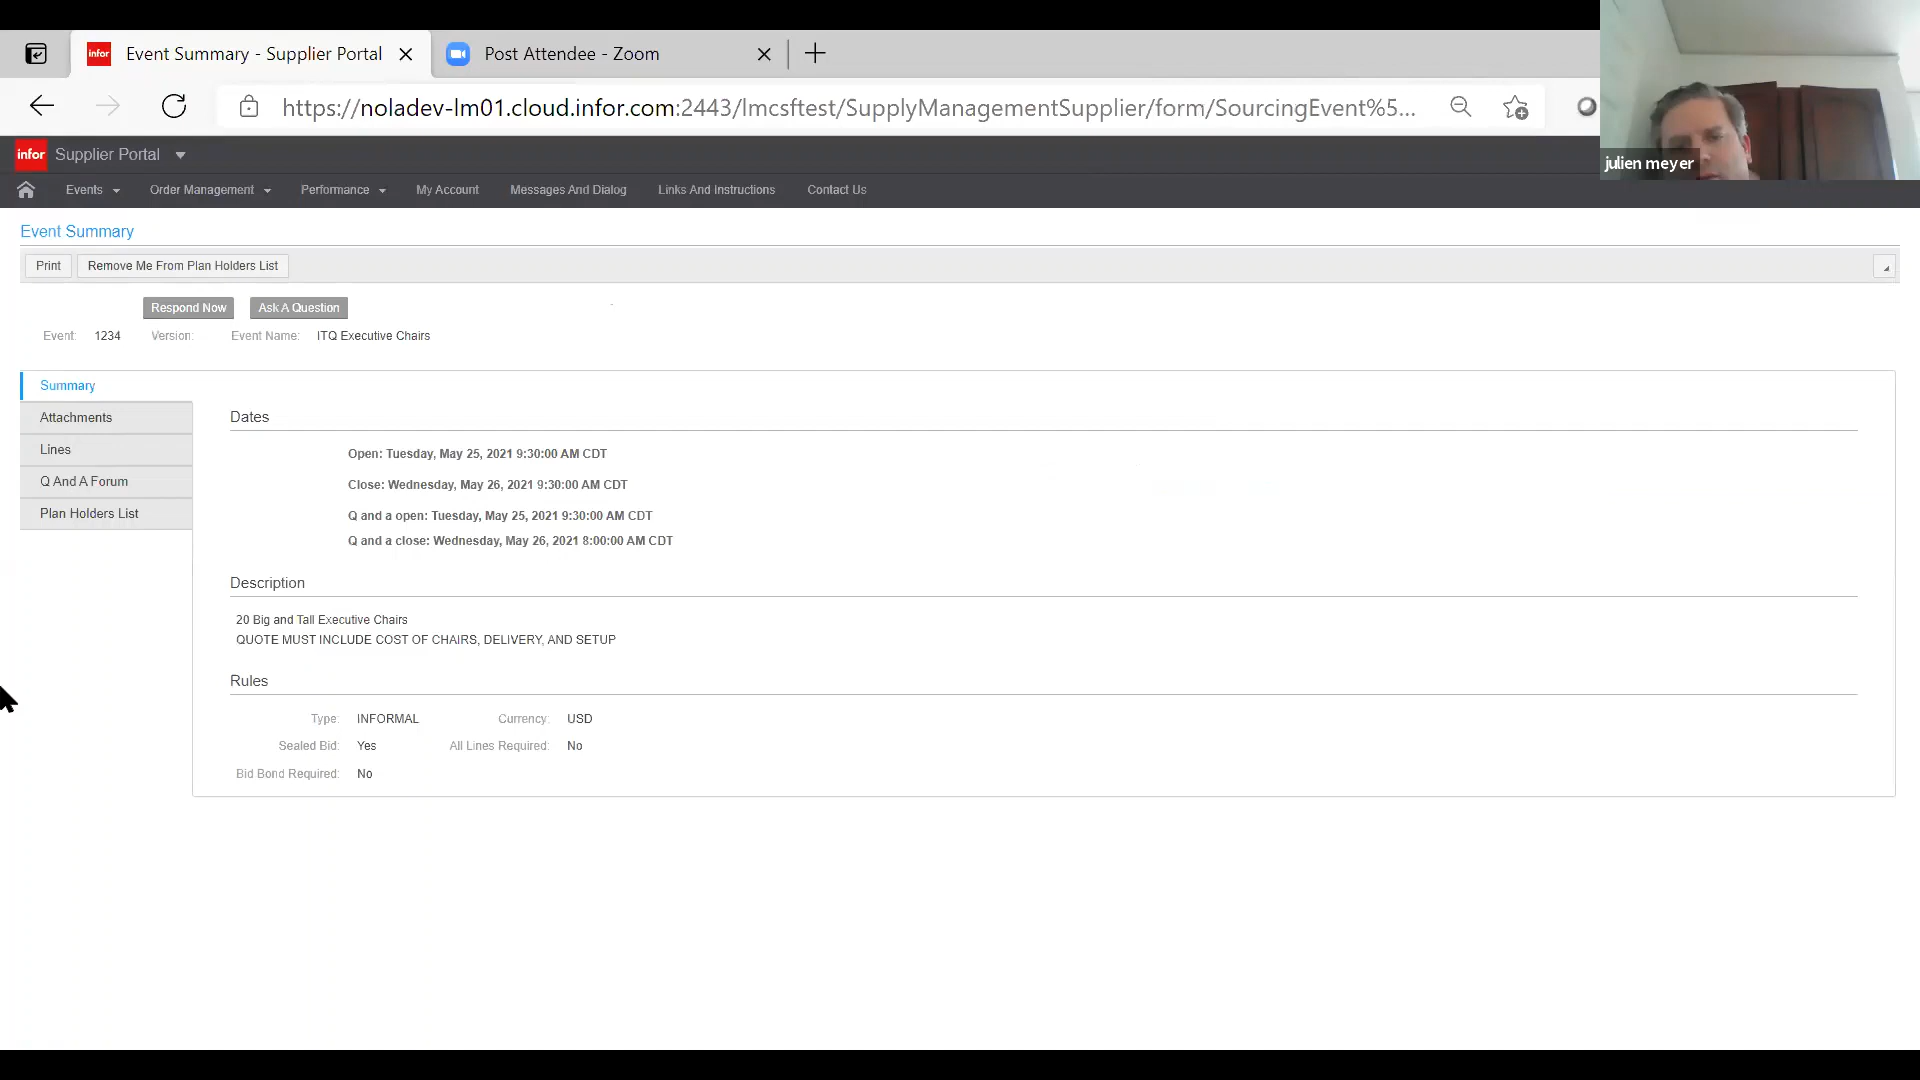 infor Event Summary - Supplier Portal
Post Attendee - Zoom
https://noladev-lm01.cloud.infor.com:2443/lmcsftest/SupplyManagementSupplier/form/SourcingEvent%5...
julien meyer
infor Supplier Portal
Events Order Management Performance My Account Messages And Dialog Links And Instructions Contact Us
Event Summary
Print Remove Me From Plan Holders List
Respond Now Ask A Question
Event: 1234 Version: Event Name: ITQ Executive Chairs
Summary
Attachments
Lines
Q And A Forum
Plan Holders List
Dates
Open: Tuesday, May 25, 2021 9:30:00 AM CDT
Close: Wednesday, May 26, 2021 9:30:00 AM CDT
Q and a open: Tuesday, May 25, 2021 9:30:00 AM CDT
Q and a close: Wednesday, May 26, 2021 8:00:00 AM CDT
Description
20 Big and Tall Executive Chairs
QUOTE MUST INCLUDE COST OF CHAIRS, DELIVERY, AND SETUP
Rules
Type: INFORMAL Currency: USD
Sealed Bid: Yes All Lines Required: No
Bid Bond Required: No